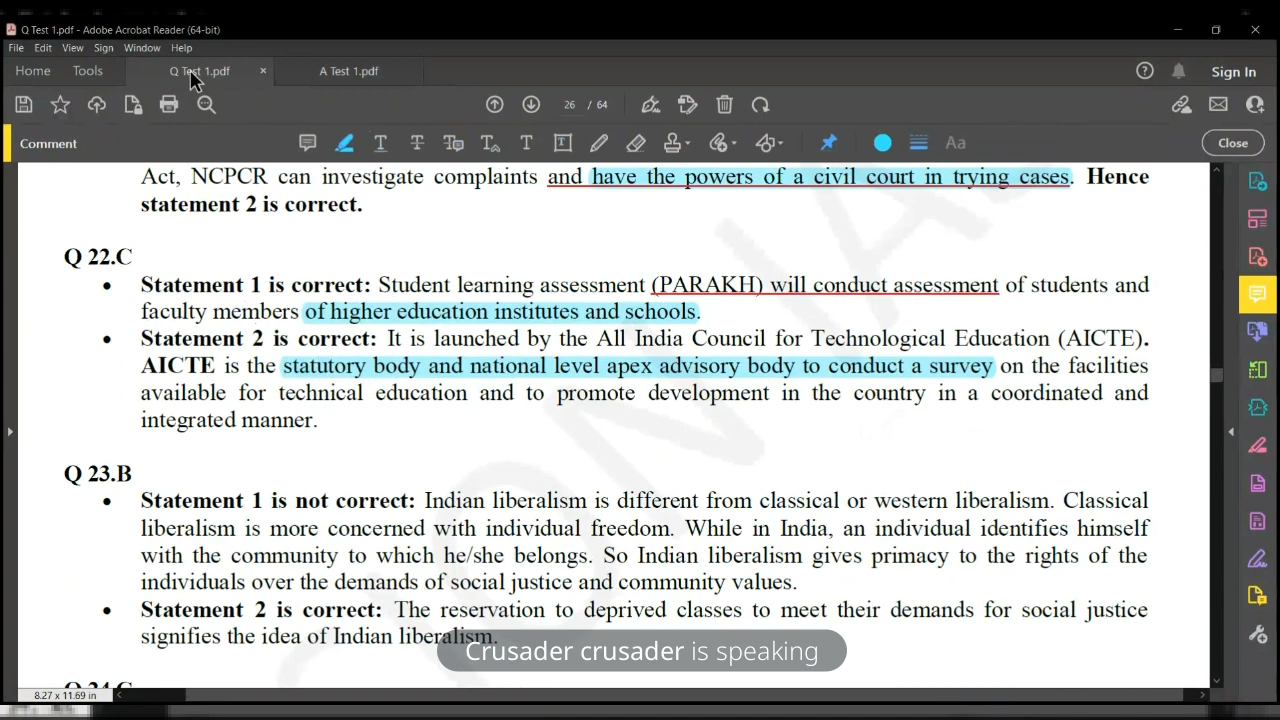 Q Test 1.pdf - Adobe Acrobat Reader (64-bit)
File Edit View Sign Window Help
Home Tools Q Test 1.pdf × A Test 1.pdf Sign In
26 / 64
Comment Aa Close
Act, NCPCR can investigate complaints and have the powers of a civil court in trying cases. Hence
statement 2 is correct.
Q 22.C
• Statement 1 is correct: Student learning assessment (PARAKH) will conduct assessment of students and
faculty members of higher education institutes and schools.
• Statement 2 is correct: It is launched by the All India Council for Technological Education (AICTE).
AICTE is the statutory body and national level apex advisory body to conduct a survey on the facilities
available for technical education and to promote development in the country in a coordinated and
integrated manner.
Q 23.B
• Statement 1 is not correct: Indian liberalism is different from classical or western liberalism. Classical
liberalism is more concerned with individual freedom. While in India, an individual identifies himself
with the community to which he/she belongs. So Indian liberalism gives primacy to the rights of the
individuals over the demands of social justice and community values.
• Statement 2 is correct: The reservation to deprived classes to meet their demands for social justice
signifies the idea of Indian liberalism.
Crusader crusader is speaking
8.27 x 11.69 in